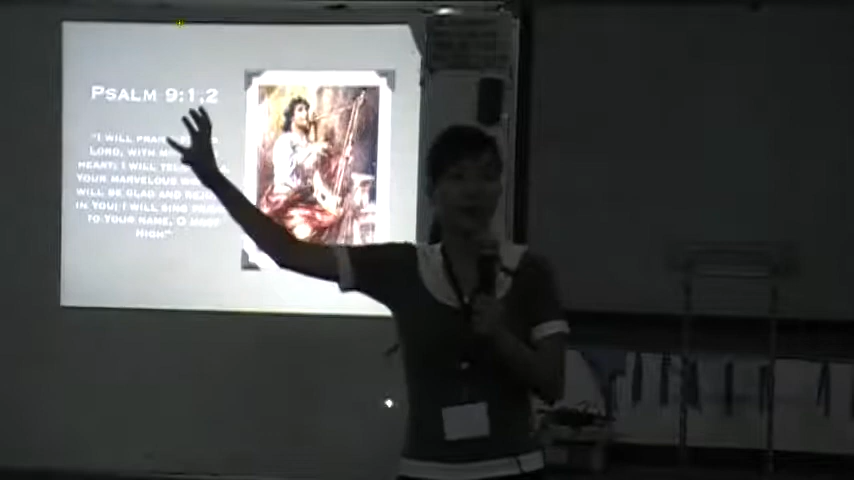 Psalm 9:1,2
"I will
Lord, with
heart; I will
your marvelous
will be glad and
in you; I will sing
to your name, O most
high."